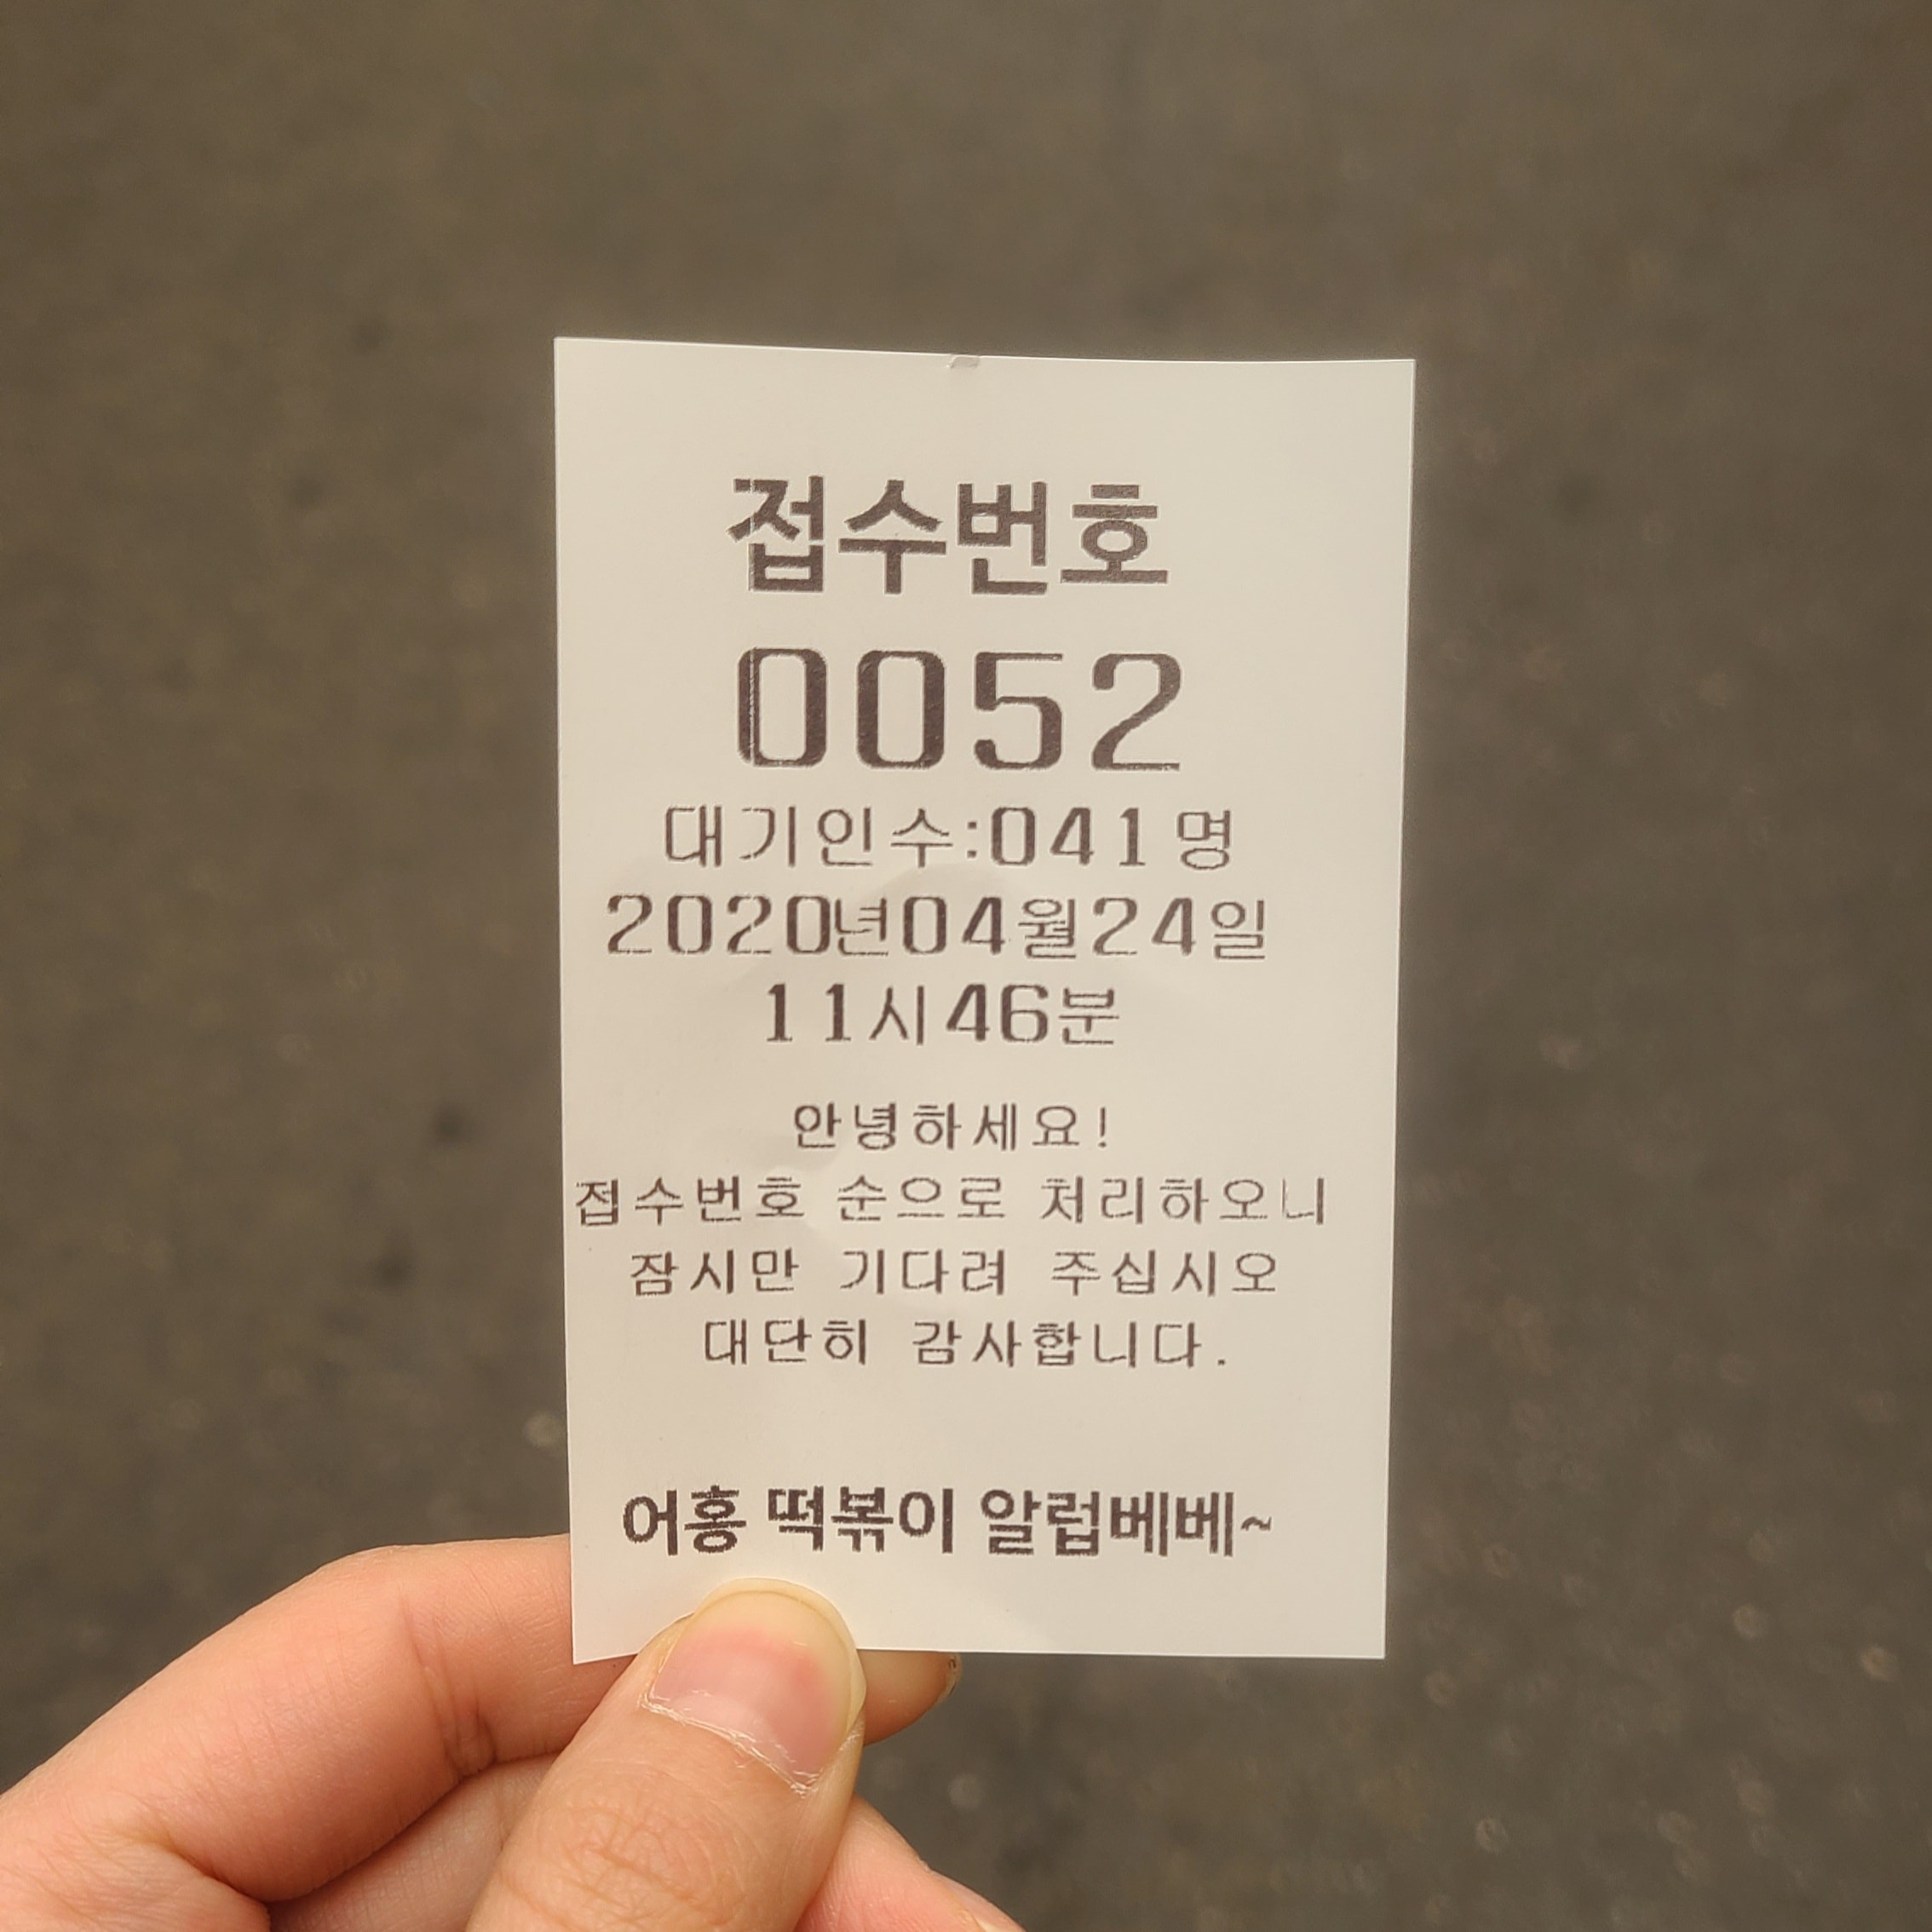 접수번호
0052
대기인수:041명
2020년04월24일
11시46분
안녕하세요!
접수번호 순으로 처리하오니
잠시만 기다려 주십시오
대단히 감사합니다.
어홍 떡볶이 알럽베베~